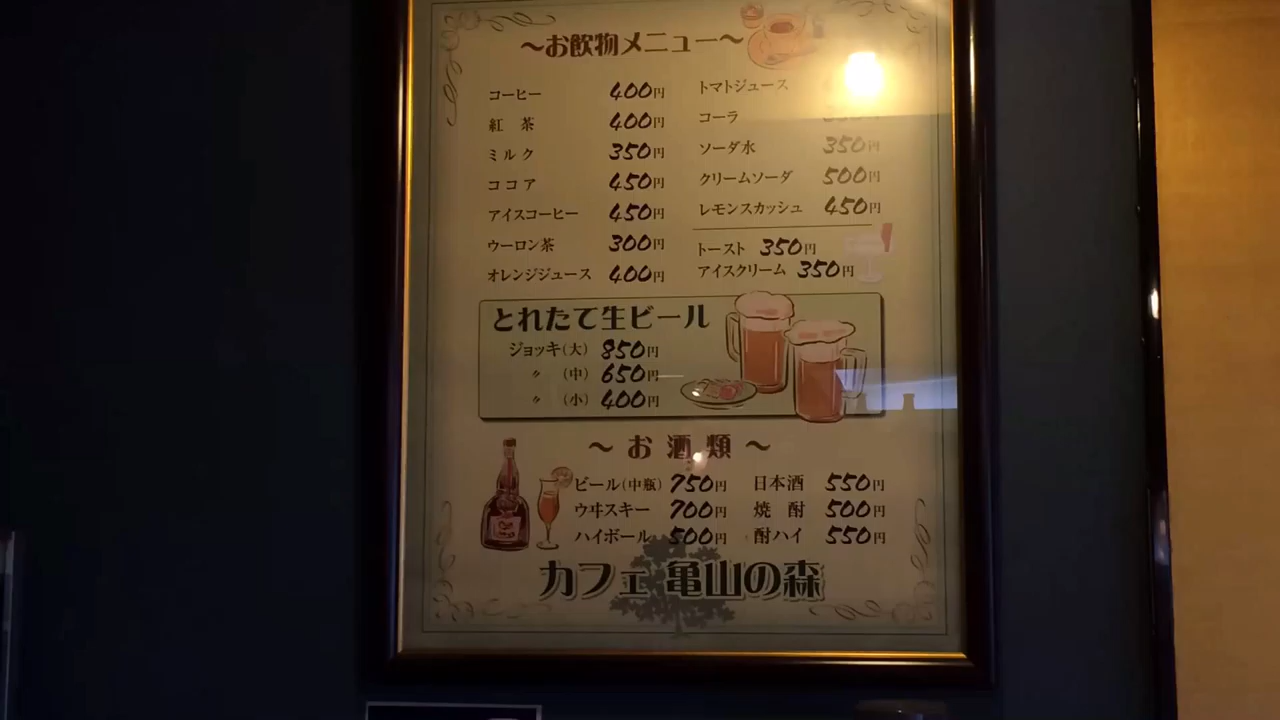 ～お飲物メニュー～
コーヒー 400円
紅 茶 400円
ミルク 350円
ココア 450円
アイスコーヒー 450円
ウーロン茶 300円
オレンジジュース 400円
トマトジュース
コーラ
ソーダ水 350円
クリームソーダ 500円
レモンスカッシュ 450円
トースト 350円
アイスクリーム 350円
とれたて生ビール
ジョッキ(大) 850円
〃 (中) 650円
〃 (小) 400円
～お酒類～
ビール(中瓶) 750円 日本酒 550円
ウヰスキー 700円 焼 酎 500円
ハイボール 500円 酎ハイ 550円
カフェ 亀山の森